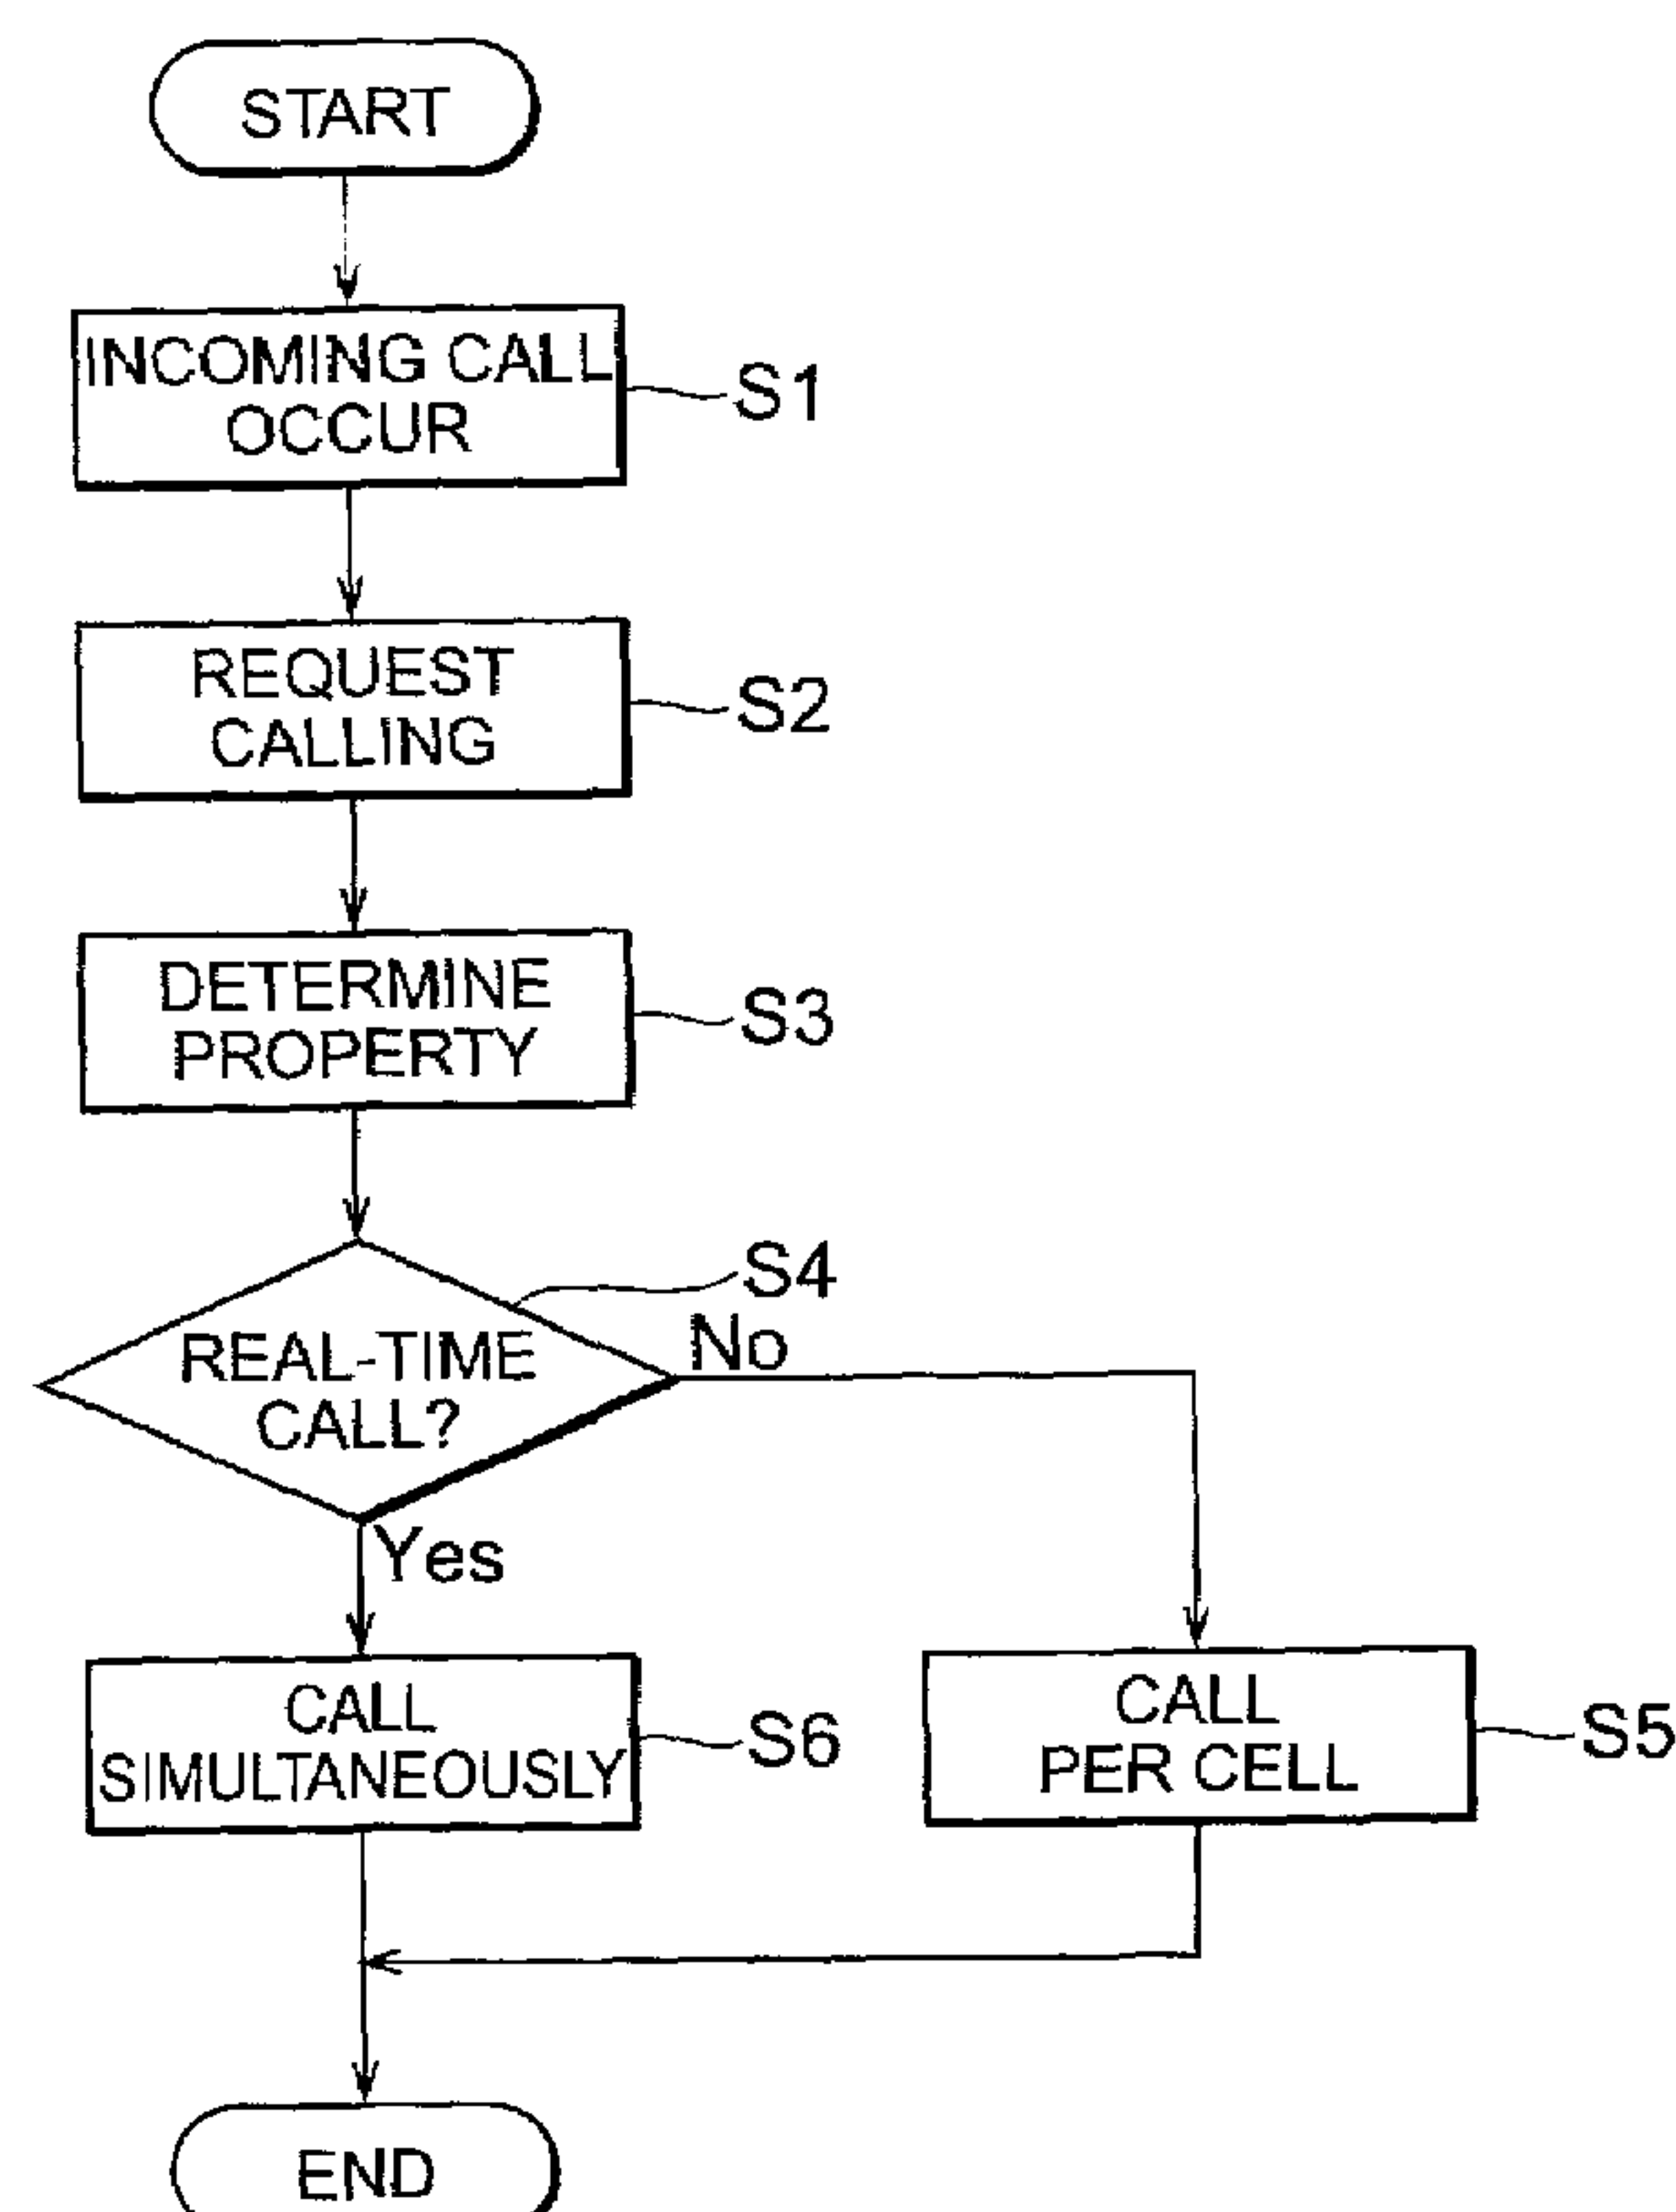 START
INCOMING CALL
OCCUR
S1
REQUEST
CALLING
S2
DETERMINE
PROPERTY
S3
S4
REAL-TIME
CALL?
No
Yes
CALL
SIMULTANEOUSLY
S6
CALL
PER CELL
S5
END